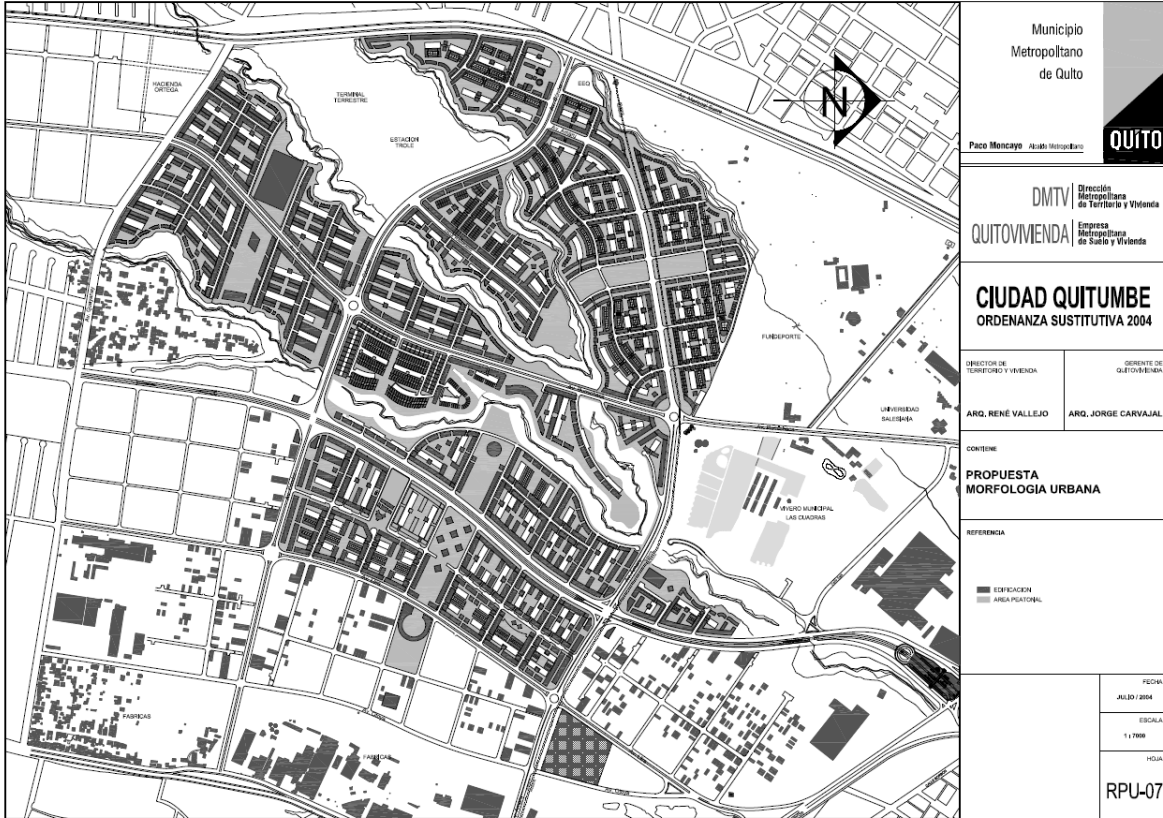 HACIENDA
ORTEGA
TERMINAL
TERRESTRE
ESTACION
TROLE
EEQ
N
FUNDEPORTE
UNIVERSIDAD
SALESIANA
VIVERO MUNICIPAL
LAS CUADRAS
FABRICAS
FABRICAS
Municipio
Metropolitano
de Quito
Paco Moncayo Alcalde Metropolitano
QUÍTO
DMTV
Dirección
Metropolitana
de Territorio y Vivienda
QUITOVIVIENDA
Empresa
Metropolitana
de Suelo y Vivienda
CIUDAD QUITUMBE
ORDENANZA SUSTITUTIVA 2004
DIRECTOR DE
TERRITORIO Y VIVIENDA
ARQ. RENÉ VALLEJO
GERENTE DE
QUITOVIVIENDA
ARQ. JORGE CARVAJAL
CONTIENE
PROPUESTA
MORFOLOGIA URBANA
REFERENCIA
EDIFICACION
AREA PEATONAL
FECHA
JULIO / 2004
ESCALA
1 : 7000
HOJA
RPU-07